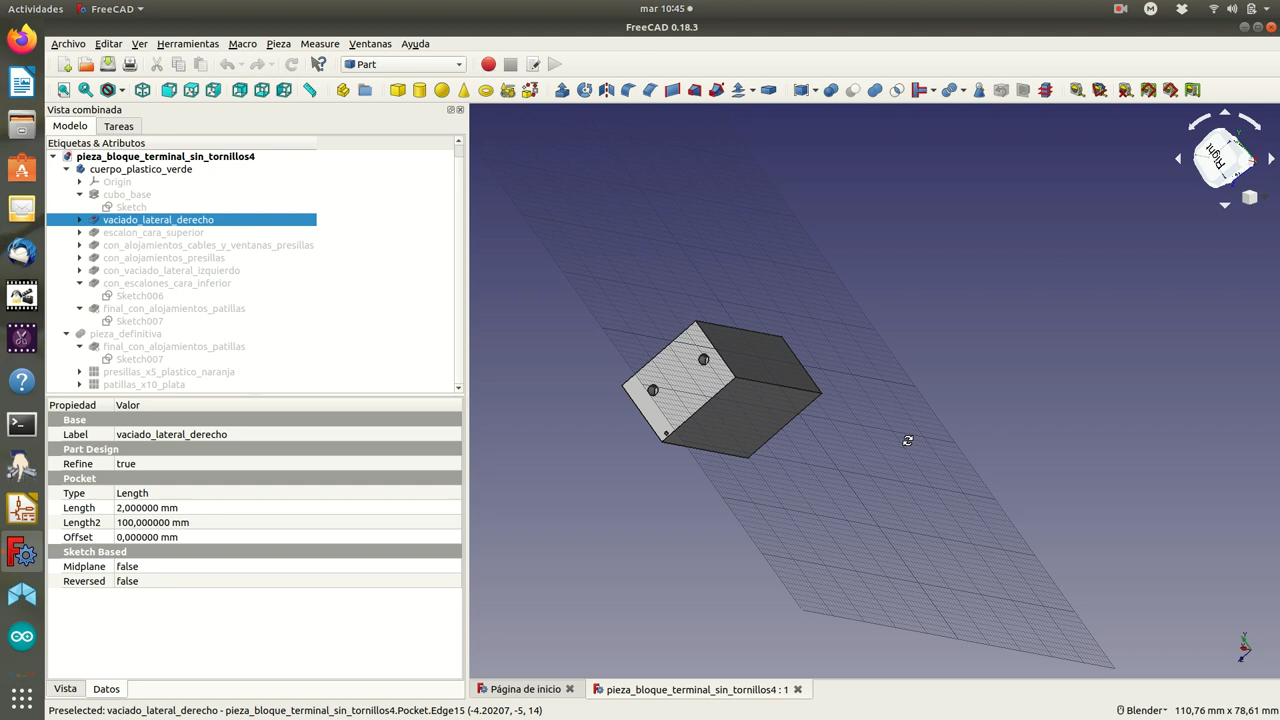 Actividades
FreeCAD
mar 10:45
FreeCAD 0.18.3
Archivo Editar Ver Herramientas Macro Pieza Measure Ventanas Ayuda
Part
Vista combinada
Modelo Tareas
Etiquetas & Atributos
pieza_bloque_terminal_sin_tornillos4
cuerpo_plastico_verde
Origin
cubo_base
Sketch
vaciado_lateral_derecho
escalon_cara_superior
con_alojamientos_cables_y_ventanas_presillas
con_alojamientos_presillas
con_vaciado_lateral_izquierdo
con_escalones_cara_inferior
Sketch006
final_con_alojamientos_patillas
Sketch007
pieza_definitiva
final_con_alojamientos_patillas
Sketch007
presillas_x5_plastico_naranja
patillas_x10_plata
Propiedad Valor
Base
Label vaciado_lateral_derecho
Part Design
Refine true
Pocket
Type Length
Length 2,000000 mm
Length2 100,000000 mm
Offset 0,000000 mm
Sketch Based
Midplane false
Reversed false
Vista Datos
Right
Página de inicio
pieza_bloque_terminal_sin_tornillos4 : 1
Preselected: vaciado_lateral_derecho - pieza_bloque_terminal_sin_tornillos4.Pocket.Edge15 (-4.20207, -5, 14)
Blender
110,76 mm x 78,61 mm